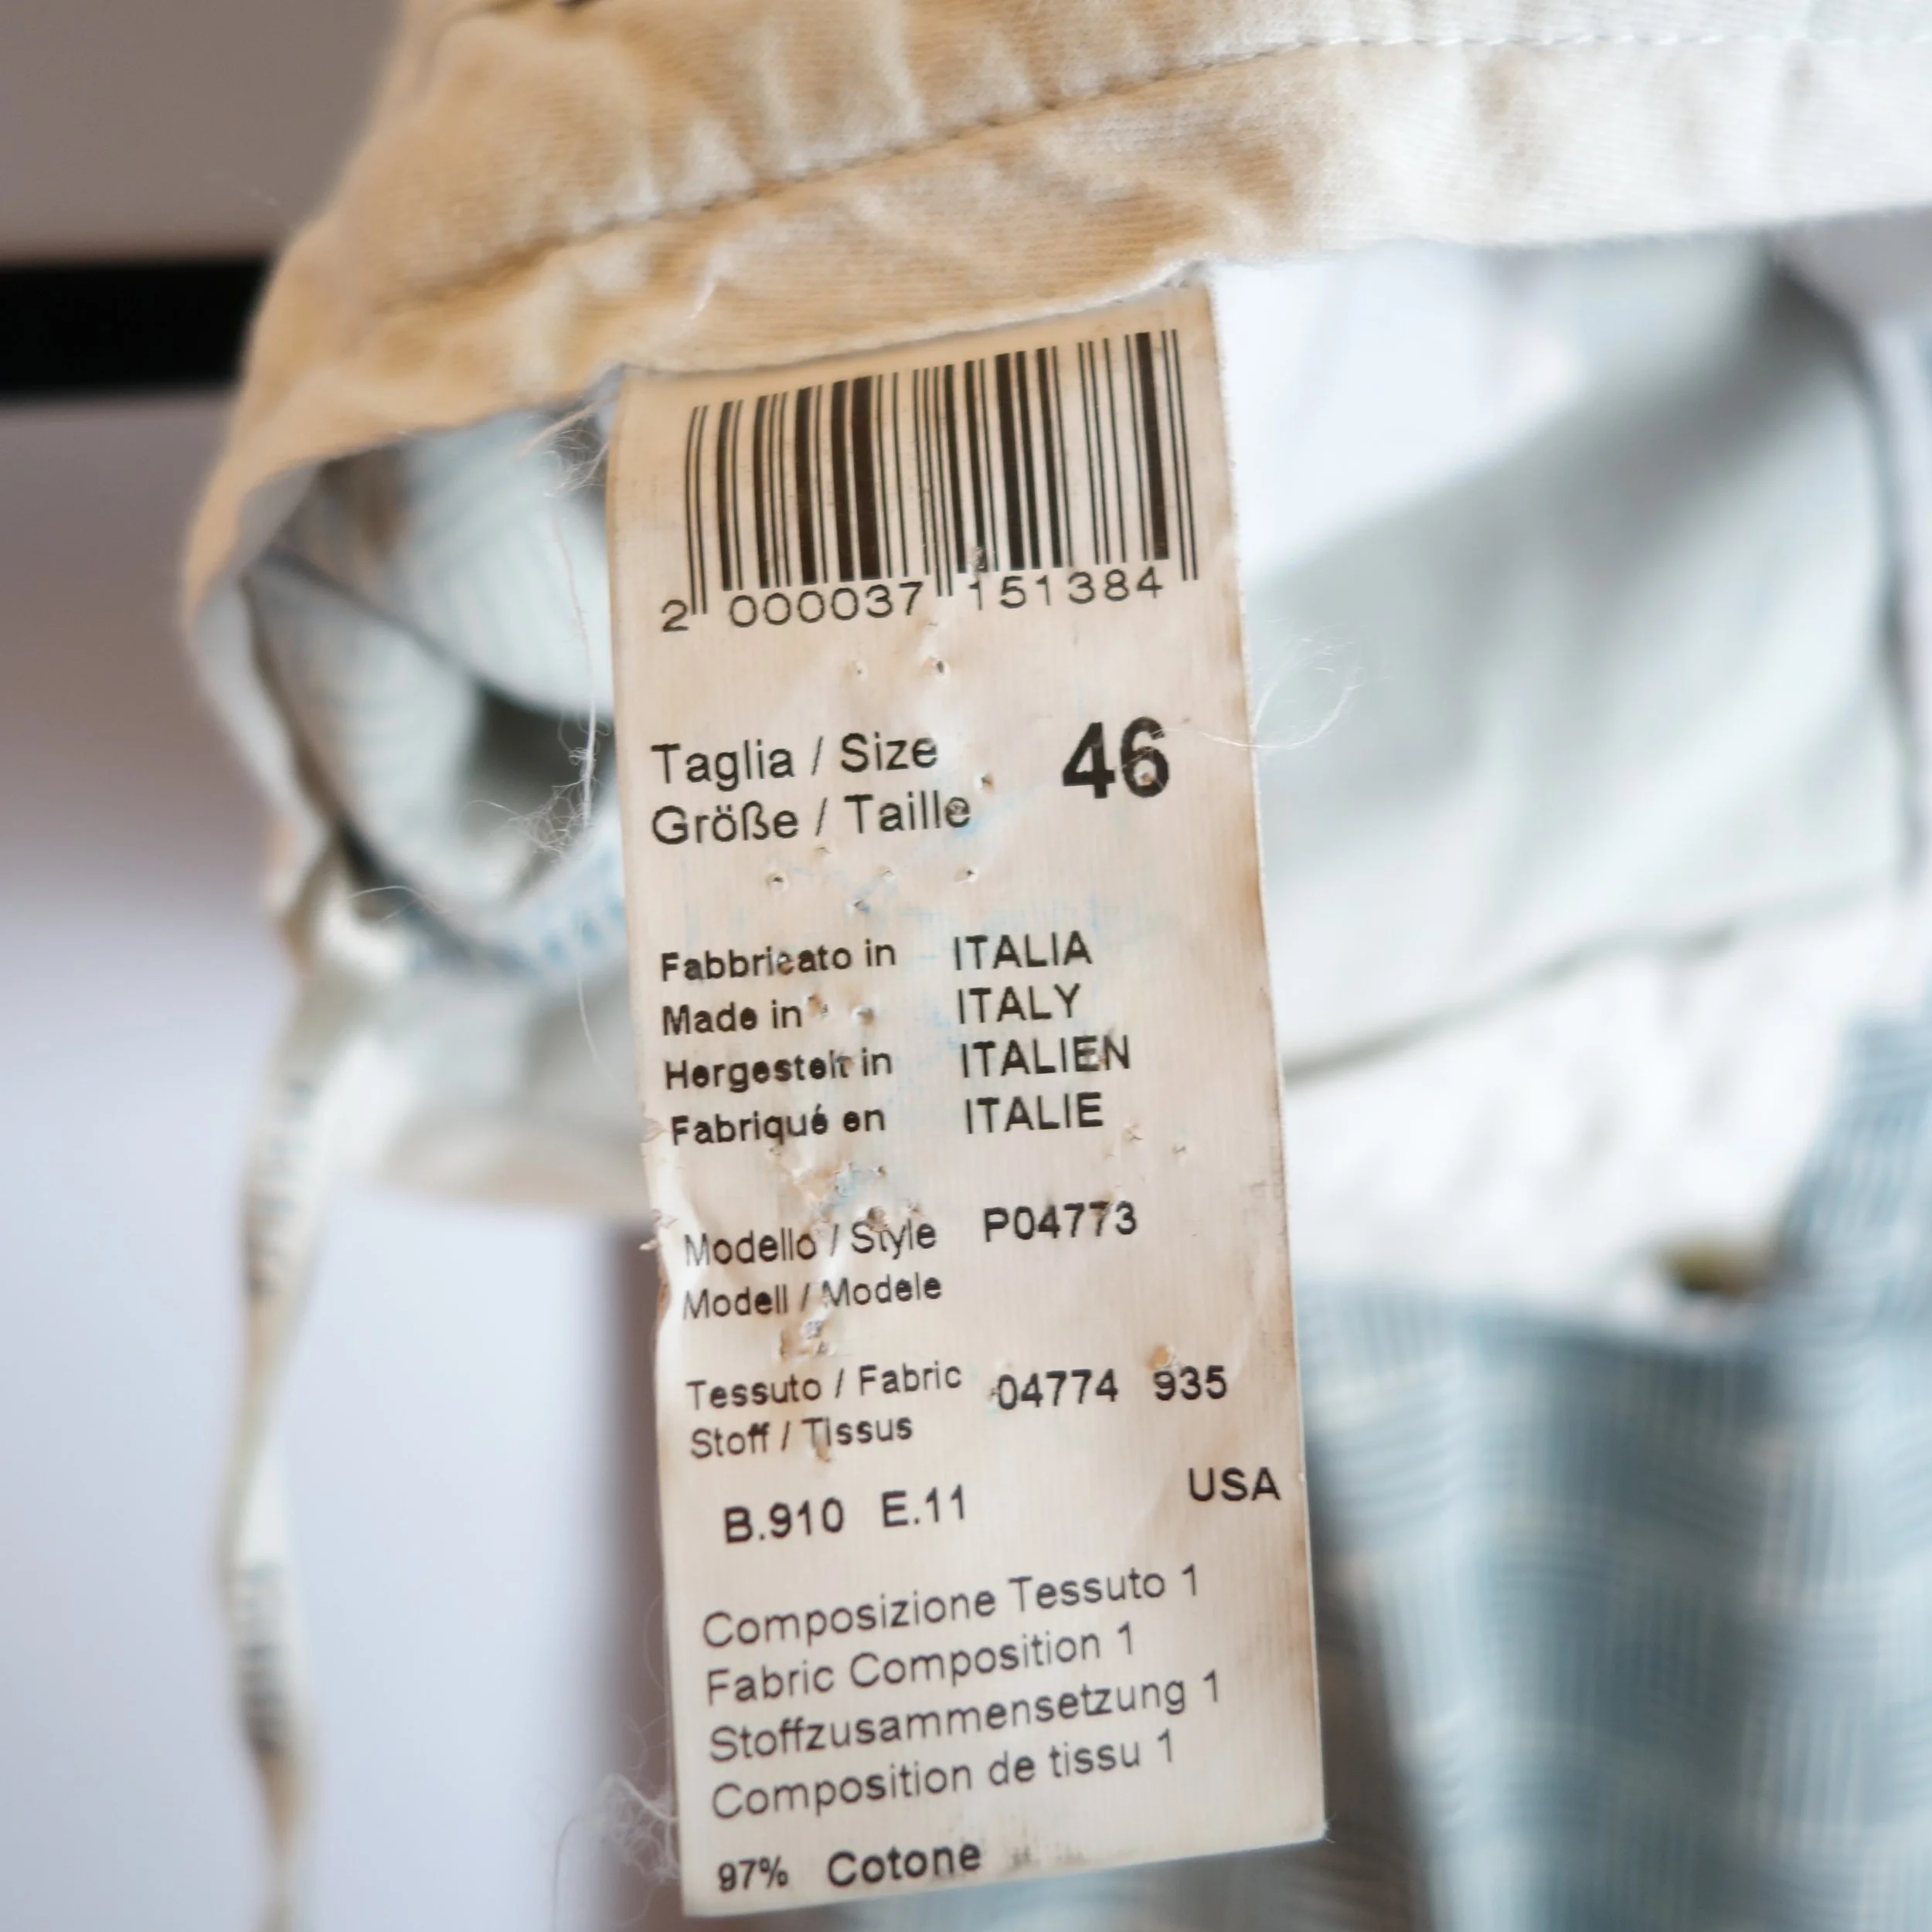 2 000037 151384
Taglia / Size 46
Größe / Taille
Fabbricato in ITALIA
Made in ITALY
Hergestelt in ITALIEN
Fabriqué en ITALIE
Modello / Style P04773
Modell / Modele
Tessuto / Fabric 04774 935
Stoff / Tissus
B.910 E.11 USA
Composizione Tessuto 1
Fabric Composition 1
Stoffzusammensetzung 1
Composition de tissu 1
97% Cotone